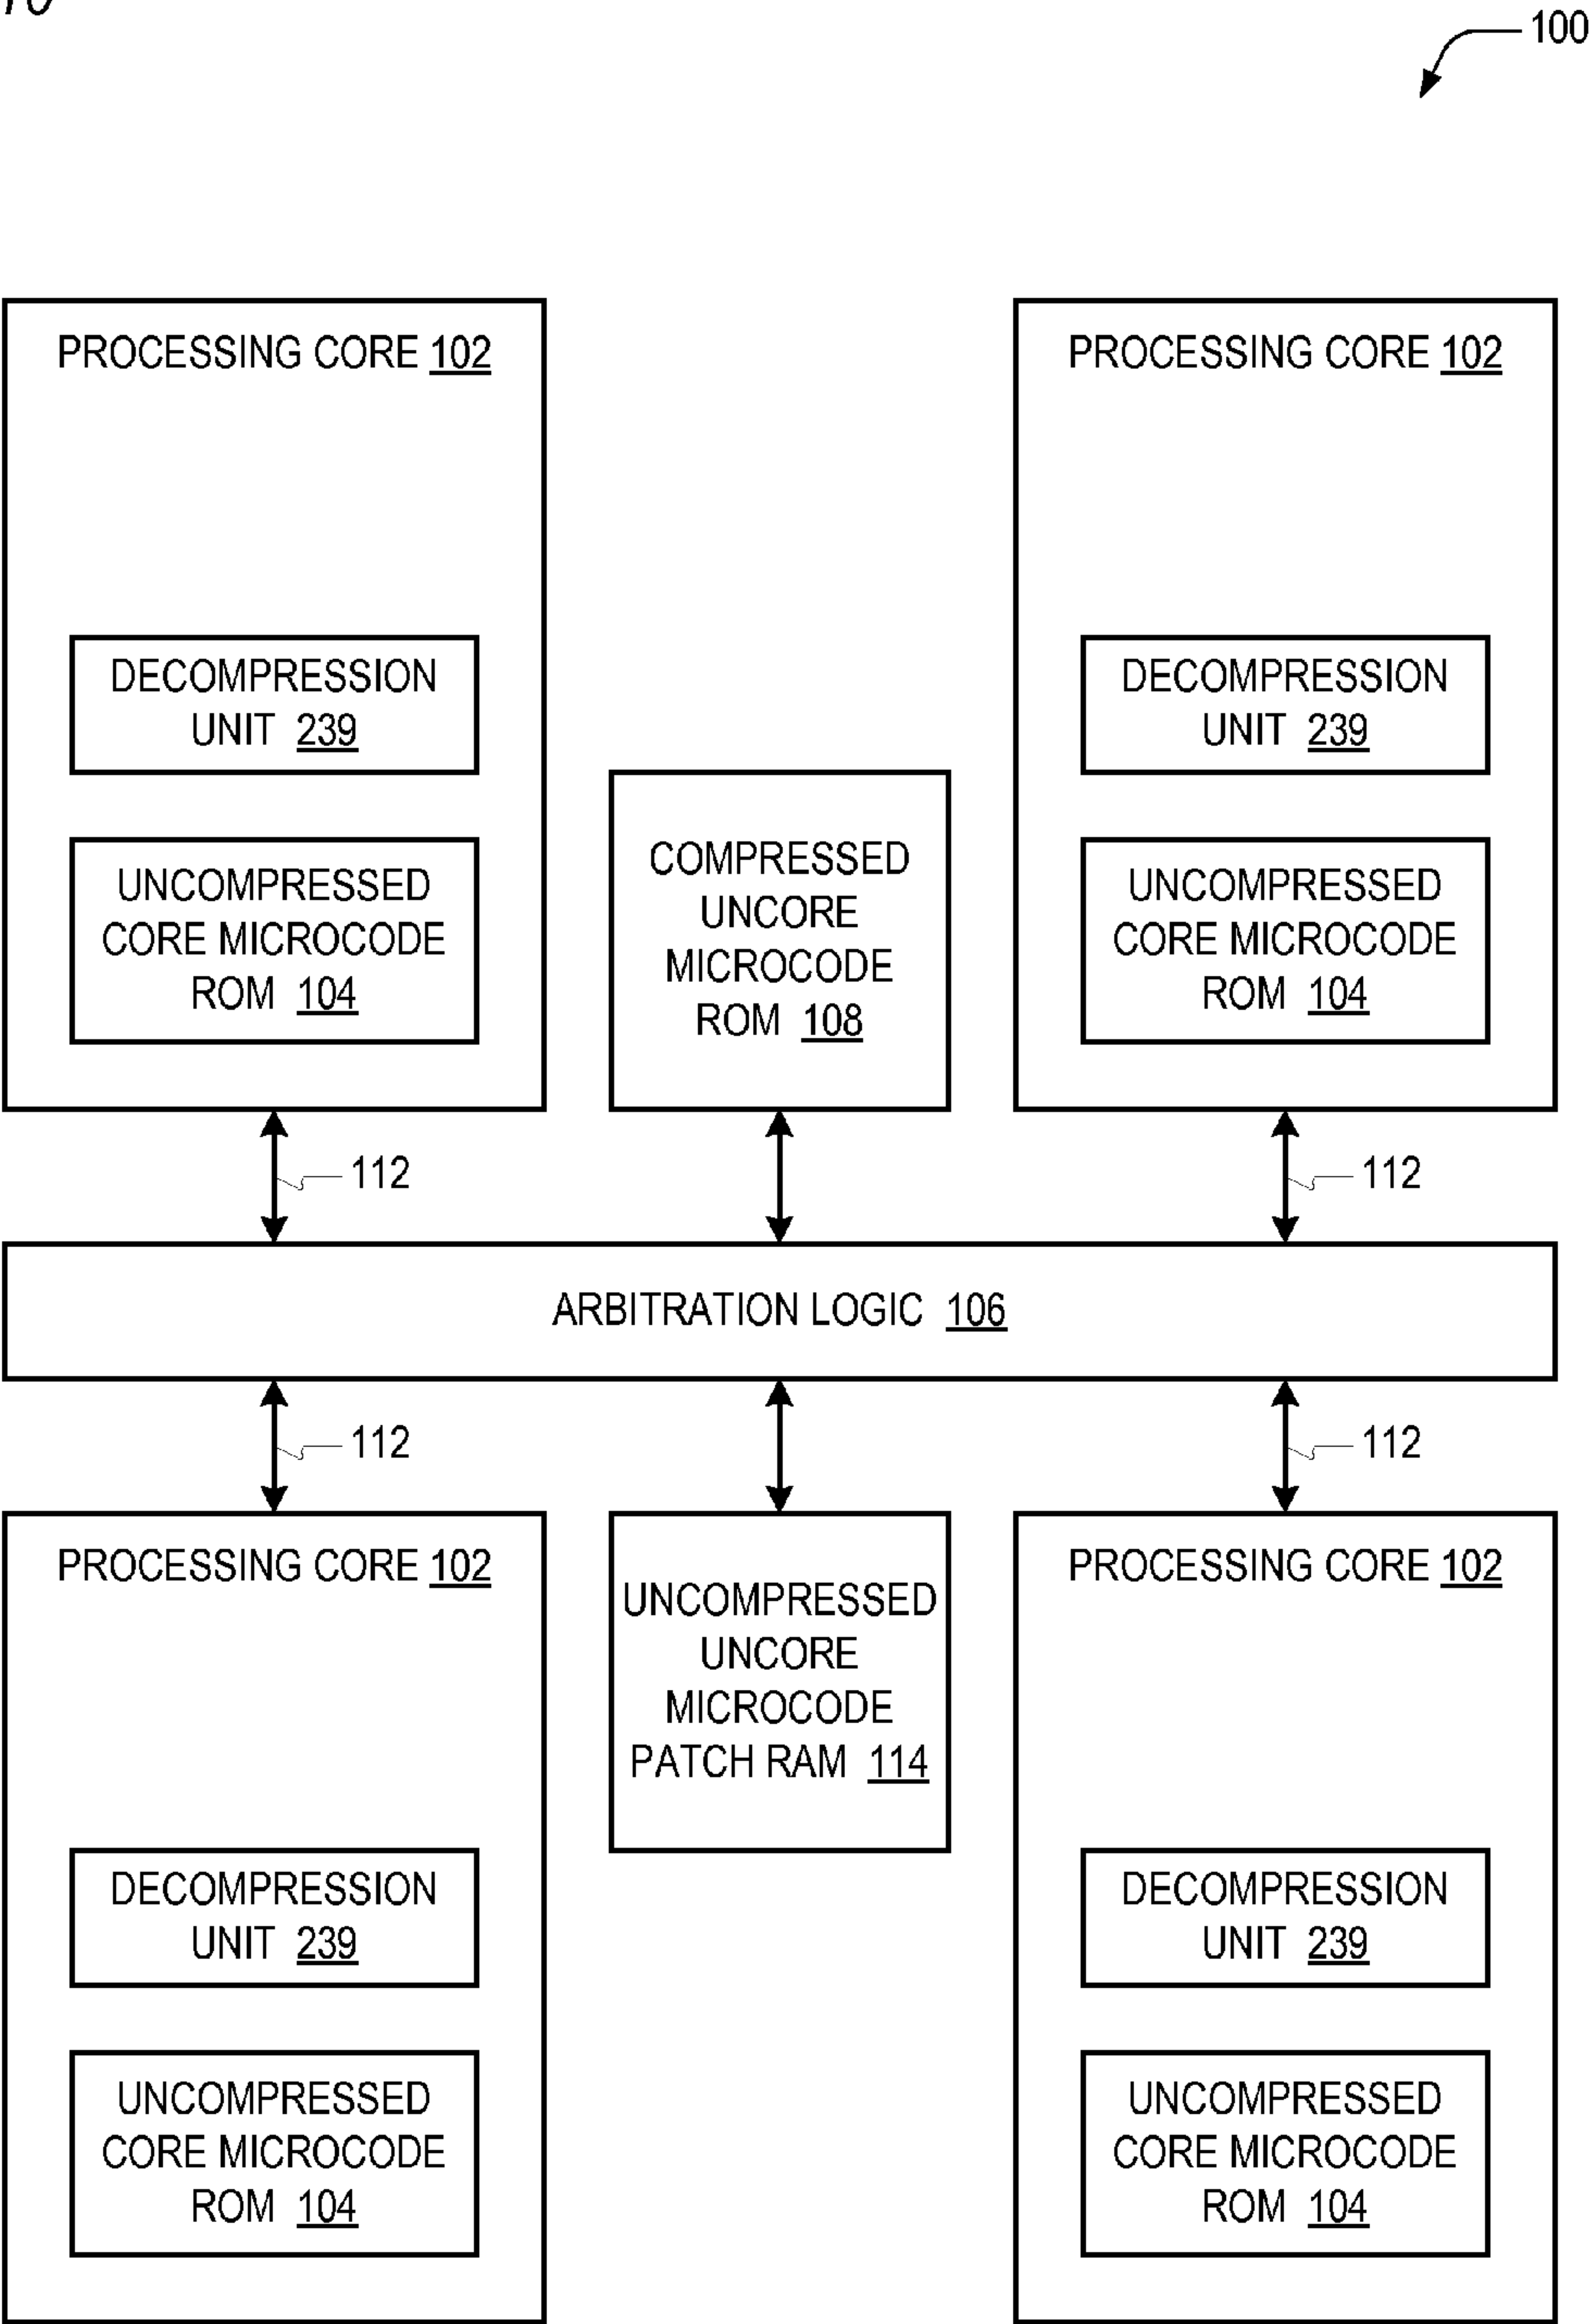 100
PROCESSING CORE 102
DECOMPRESSION
UNIT 239
UNCOMPRESSED
CORE MICROCODE
ROM 104
COMPRESSED
UNCORE
MICROCODE
ROM 108
PROCESSING CORE 102
DECOMPRESSION
UNIT 239
UNCOMPRESSED
CORE MICROCODE
ROM 104
112
112
ARBITRATION LOGIC 106
112
112
PROCESSING CORE 102
DECOMPRESSION
UNIT 239
UNCOMPRESSED
CORE MICROCODE
ROM 104
UNCOMPRESSED
UNCORE
MICROCODE
PATCH RAM 114
PROCESSING CORE 102
DECOMPRESSION
UNIT 239
UNCOMPRESSED
CORE MICROCODE
ROM 104